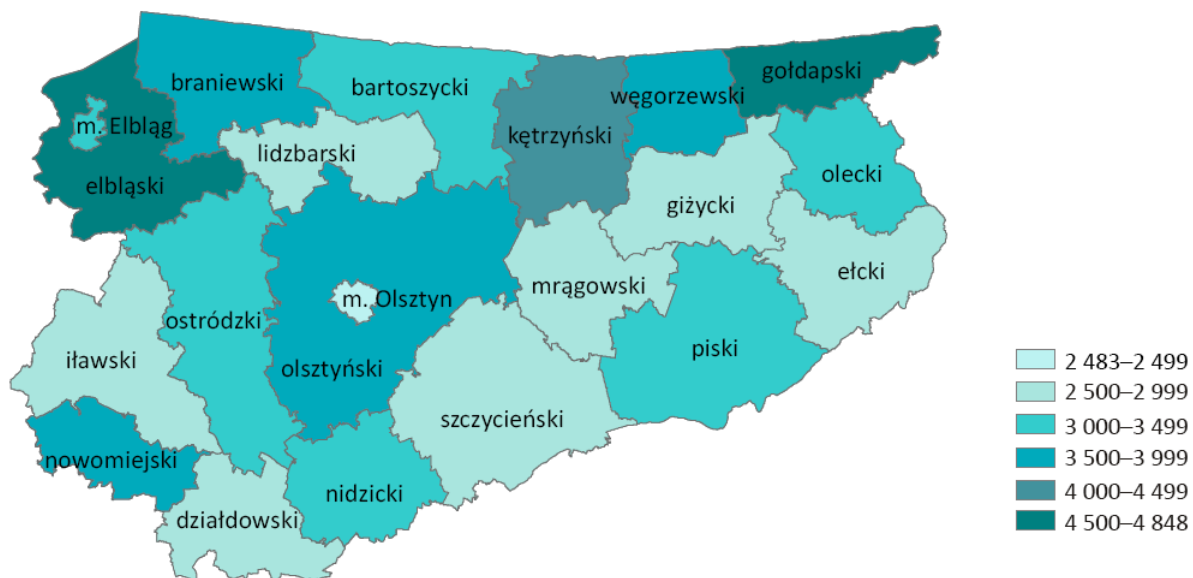 braniewski
bartoszycki
gołdapski
węgorzewski
m. Elbląg
kętrzyński
lidzbarski
elbląski
olecki
giżycki
ełcki
mrągowski
m. Olsztyn
ostródzki
piski
iławski
olsztyński
szczycieński
nowomiejski
nidzicki
działdowski
2 483–2 499
2 500–2 999
3 000–3 499
3 500–3 999
4 000–4 499
4 500–4 848